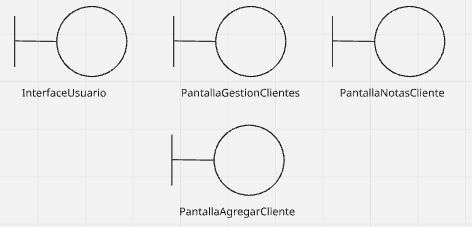 InterfaceUsuario
PantallaGestionClientes
PantallaNotasCliente
PantallaAgregarCliente